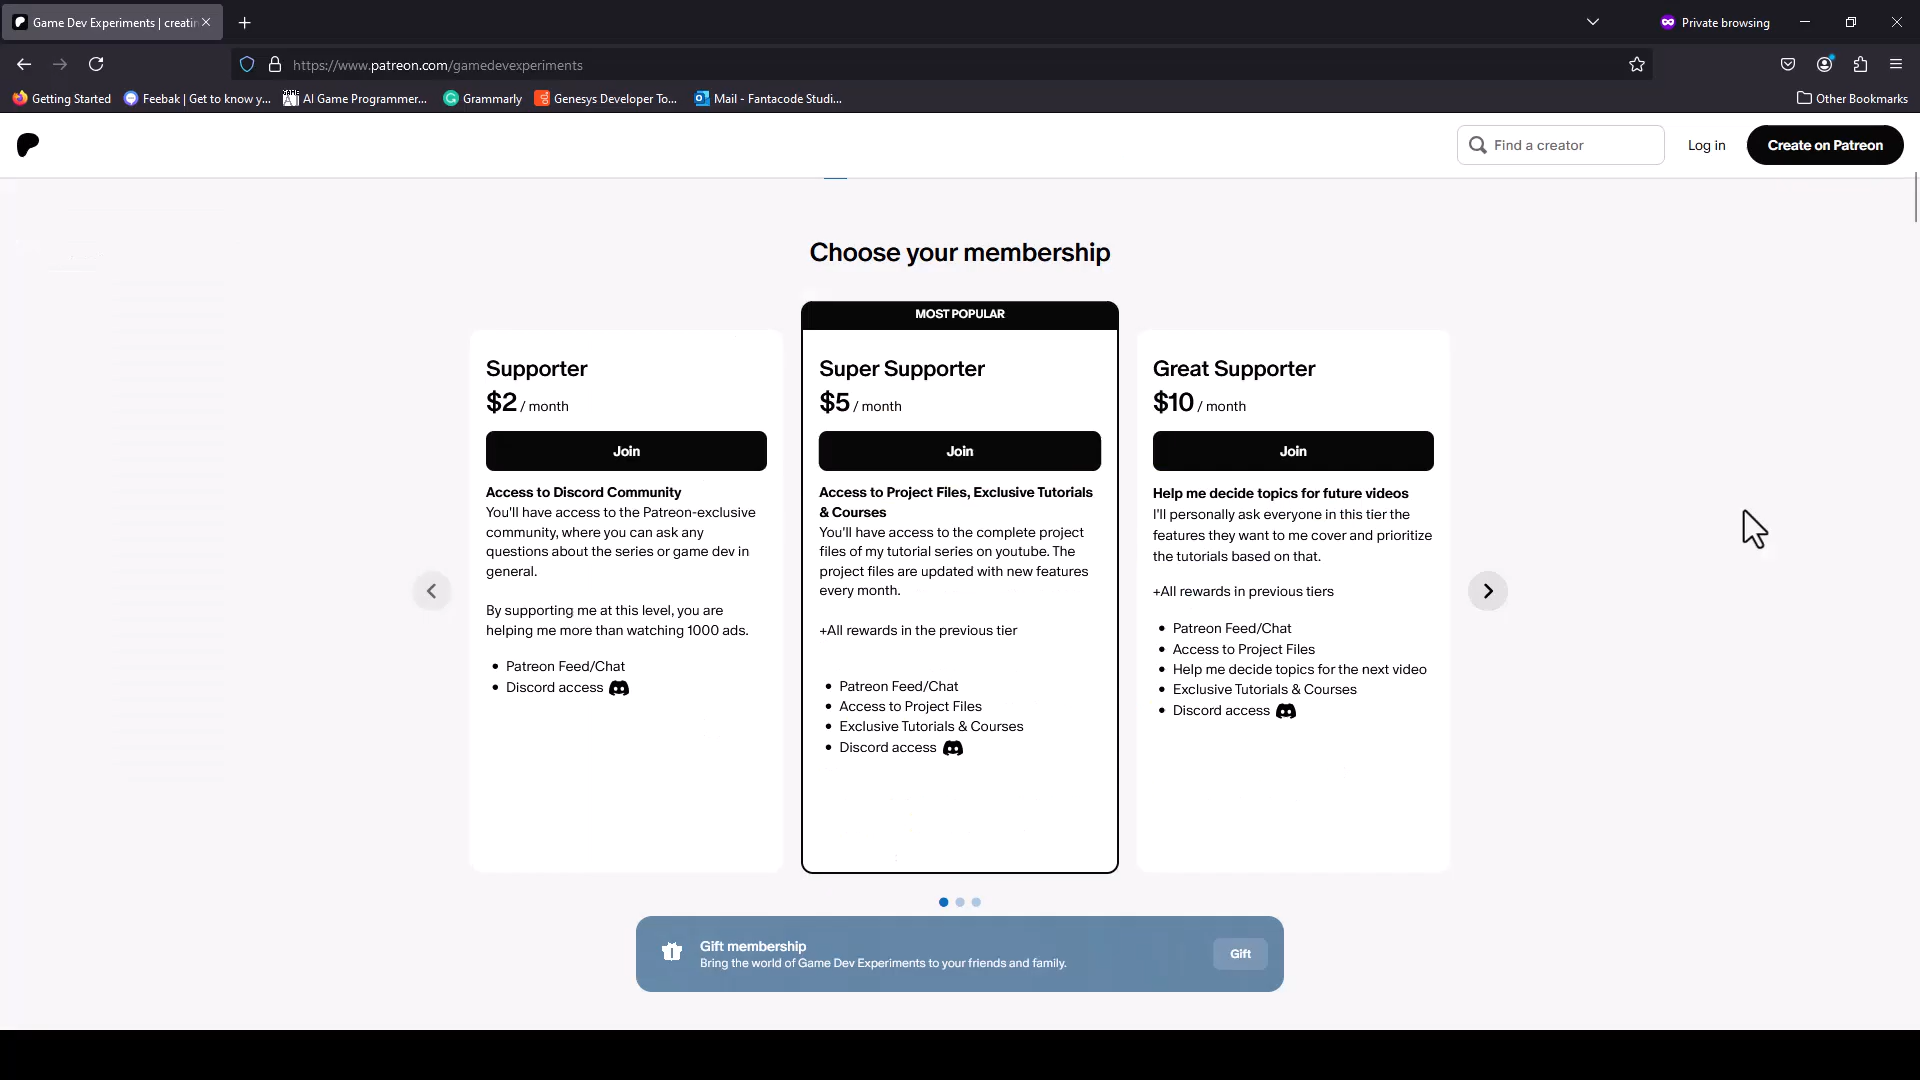 Game Dev Experiments | creatin
Private browsing
https://www.patreon.com/gamedevexperiments
Getting Started
Feebak | Get to know y...
AI Game Programmer...
Grammarly
Genesys Developer To...
Mail - Fantacode Studi...
Other Bookmarks
Find a creator
Log in
Create on Patreon
Choose your membership
Supporter
$2 / month
Join
Access to Discord Community
You'll have access to the Patreon-exclusive
community, where you can ask any
questions about the series or game dev in
general.
By supporting me at this level, you are
helping me more than watching 1000 ads.
• Patreon Feed/Chat
• Discord access
MOST POPULAR
Super Supporter
$5 / month
Join
Access to Project Files, Exclusive Tutorials
& Courses
You'll have access to the complete project
files of my tutorial series on youtube. The
project files are updated with new features
every month.
+All rewards in the previous tier
• Patreon Feed/Chat
• Access to Project Files
• Exclusive Tutorials & Courses
• Discord access
Great Supporter
$10 / month
Join
Help me decide topics for future videos
I'll personally ask everyone in this tier the
features they want to me cover and prioritize
the tutorials based on that.
+All rewards in previous tiers
• Patreon Feed/Chat
• Access to Project Files
• Help me decide topics for the next video
• Exclusive Tutorials & Courses
• Discord access
Gift membership
Bring the world of Game Dev Experiments to your friends and family.
Gift